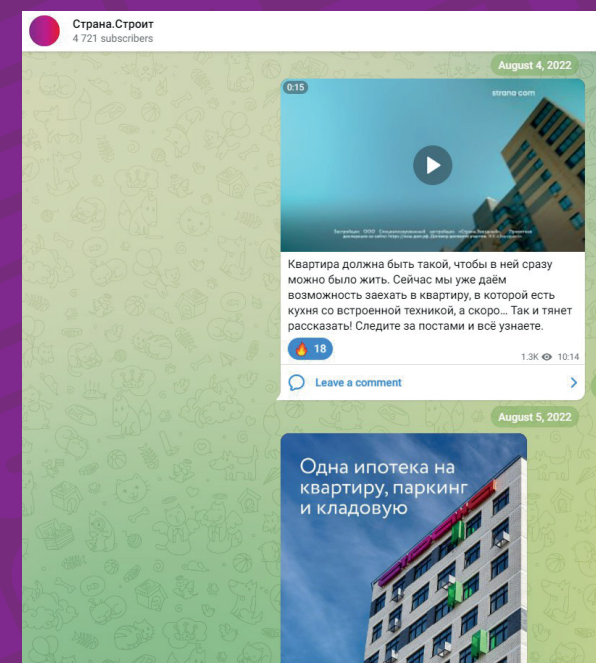 Страна.Строит
4 721 subscribers
August 4, 2022
0:15
strana com
Квартира должна быть такой, чтобы в ней сразу
можно было жить. Сейчас мы уже даём
возможность заехать в квартиру, в которой есть
кухня со встроенной техникой, а скоро... Так и тянет
рассказать! Следите за постами и всё узнаете.
18
1.3K 10:14
Leave a comment
August 5, 2022
Одна ипотека на
квартиру, паркинг
и кладовую